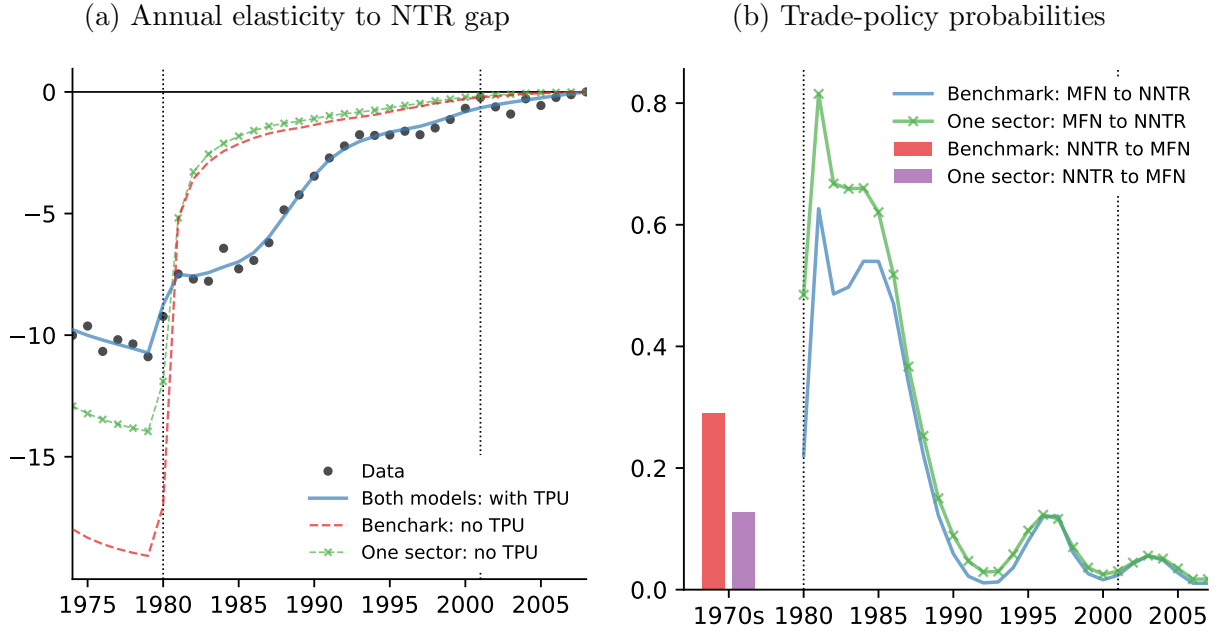 (a) Annual elasticity to NTR gap
0
−5
−10
−15
1975 1980 1985 1990 1995 2000 2005
Data
Both models: with TPU
Benchark: no TPU
One sector: no TPU
(b) Trade-policy probabilities
0.8
0.6
0.4
0.2
0.0
1970s 1980 1985 1990 1995 2000 2005
Benchmark: MFN to NNTR
One sector: MFN to NNTR
Benchmark: NNTR to MFN
One sector: NNTR to MFN